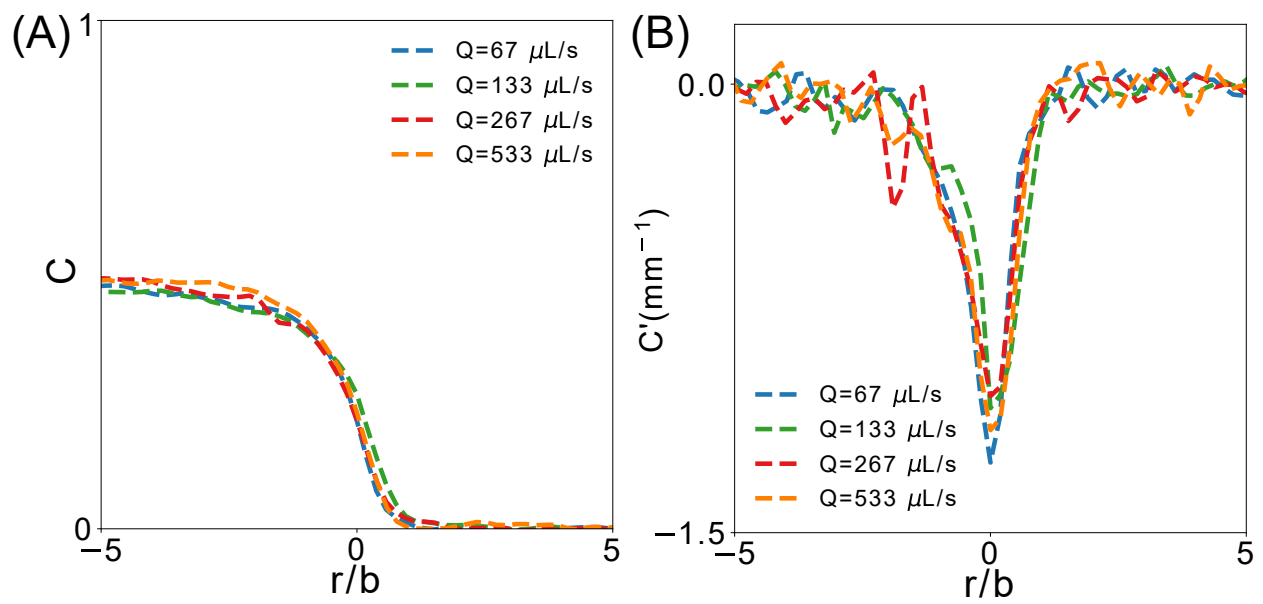 (A)
1
Q=67 μL/s
Q=133 μL/s
Q=267 μL/s
Q=533 μL/s
C
0
−5
0
5
r/b
(B)
0.0
C'(mm⁻¹)
Q=67 μL/s
Q=133 μL/s
Q=267 μL/s
Q=533 μL/s
−1.5
−5
0
5
r/b